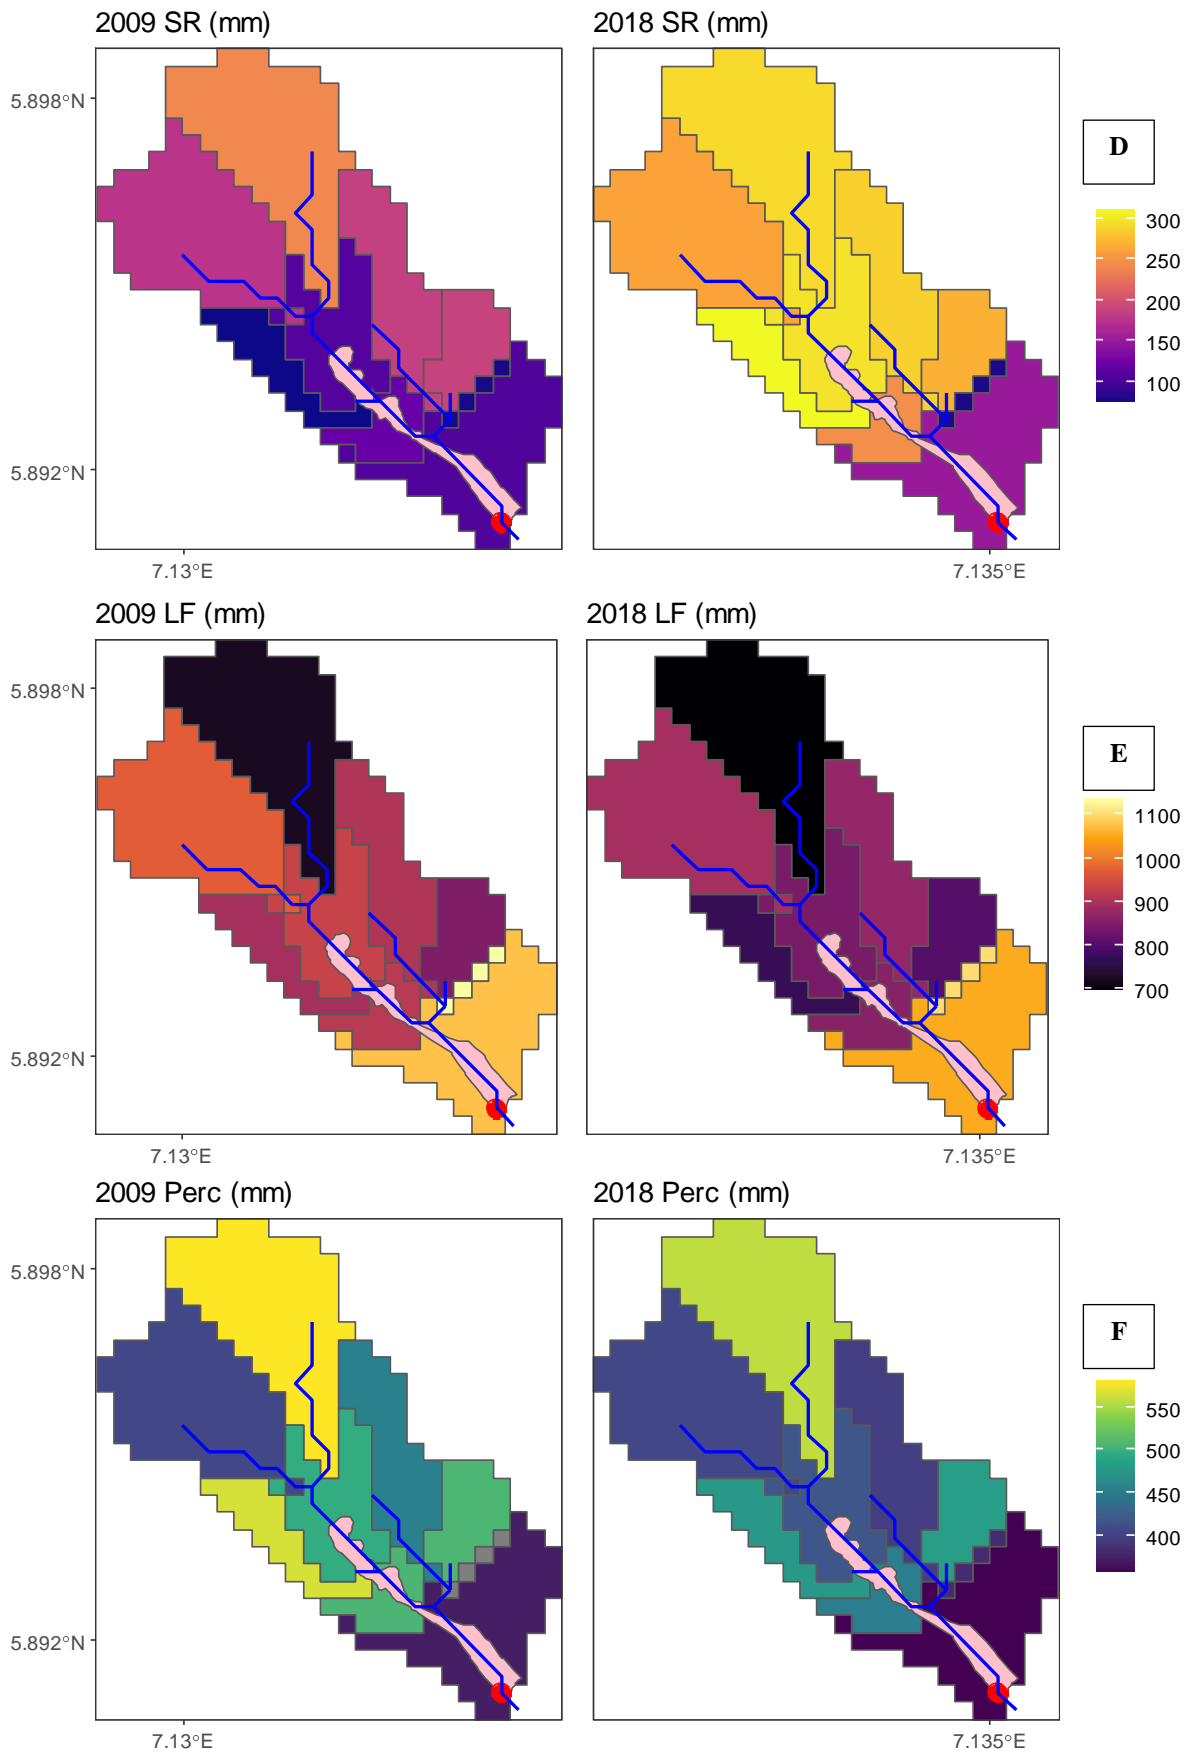 2009 SR (mm)
2018 SR (mm)
5.898°N
5.892°N
7.13°E
7.135°E
D
300
250
200
150
100
2009 LF (mm)
2018 LF (mm)
5.898°N
5.892°N
7.13°E
7.135°E
E
1100
1000
900
800
700
2009 Perc (mm)
2018 Perc (mm)
5.898°N
5.892°N
7.13°E
7.135°E
F
550
500
450
400